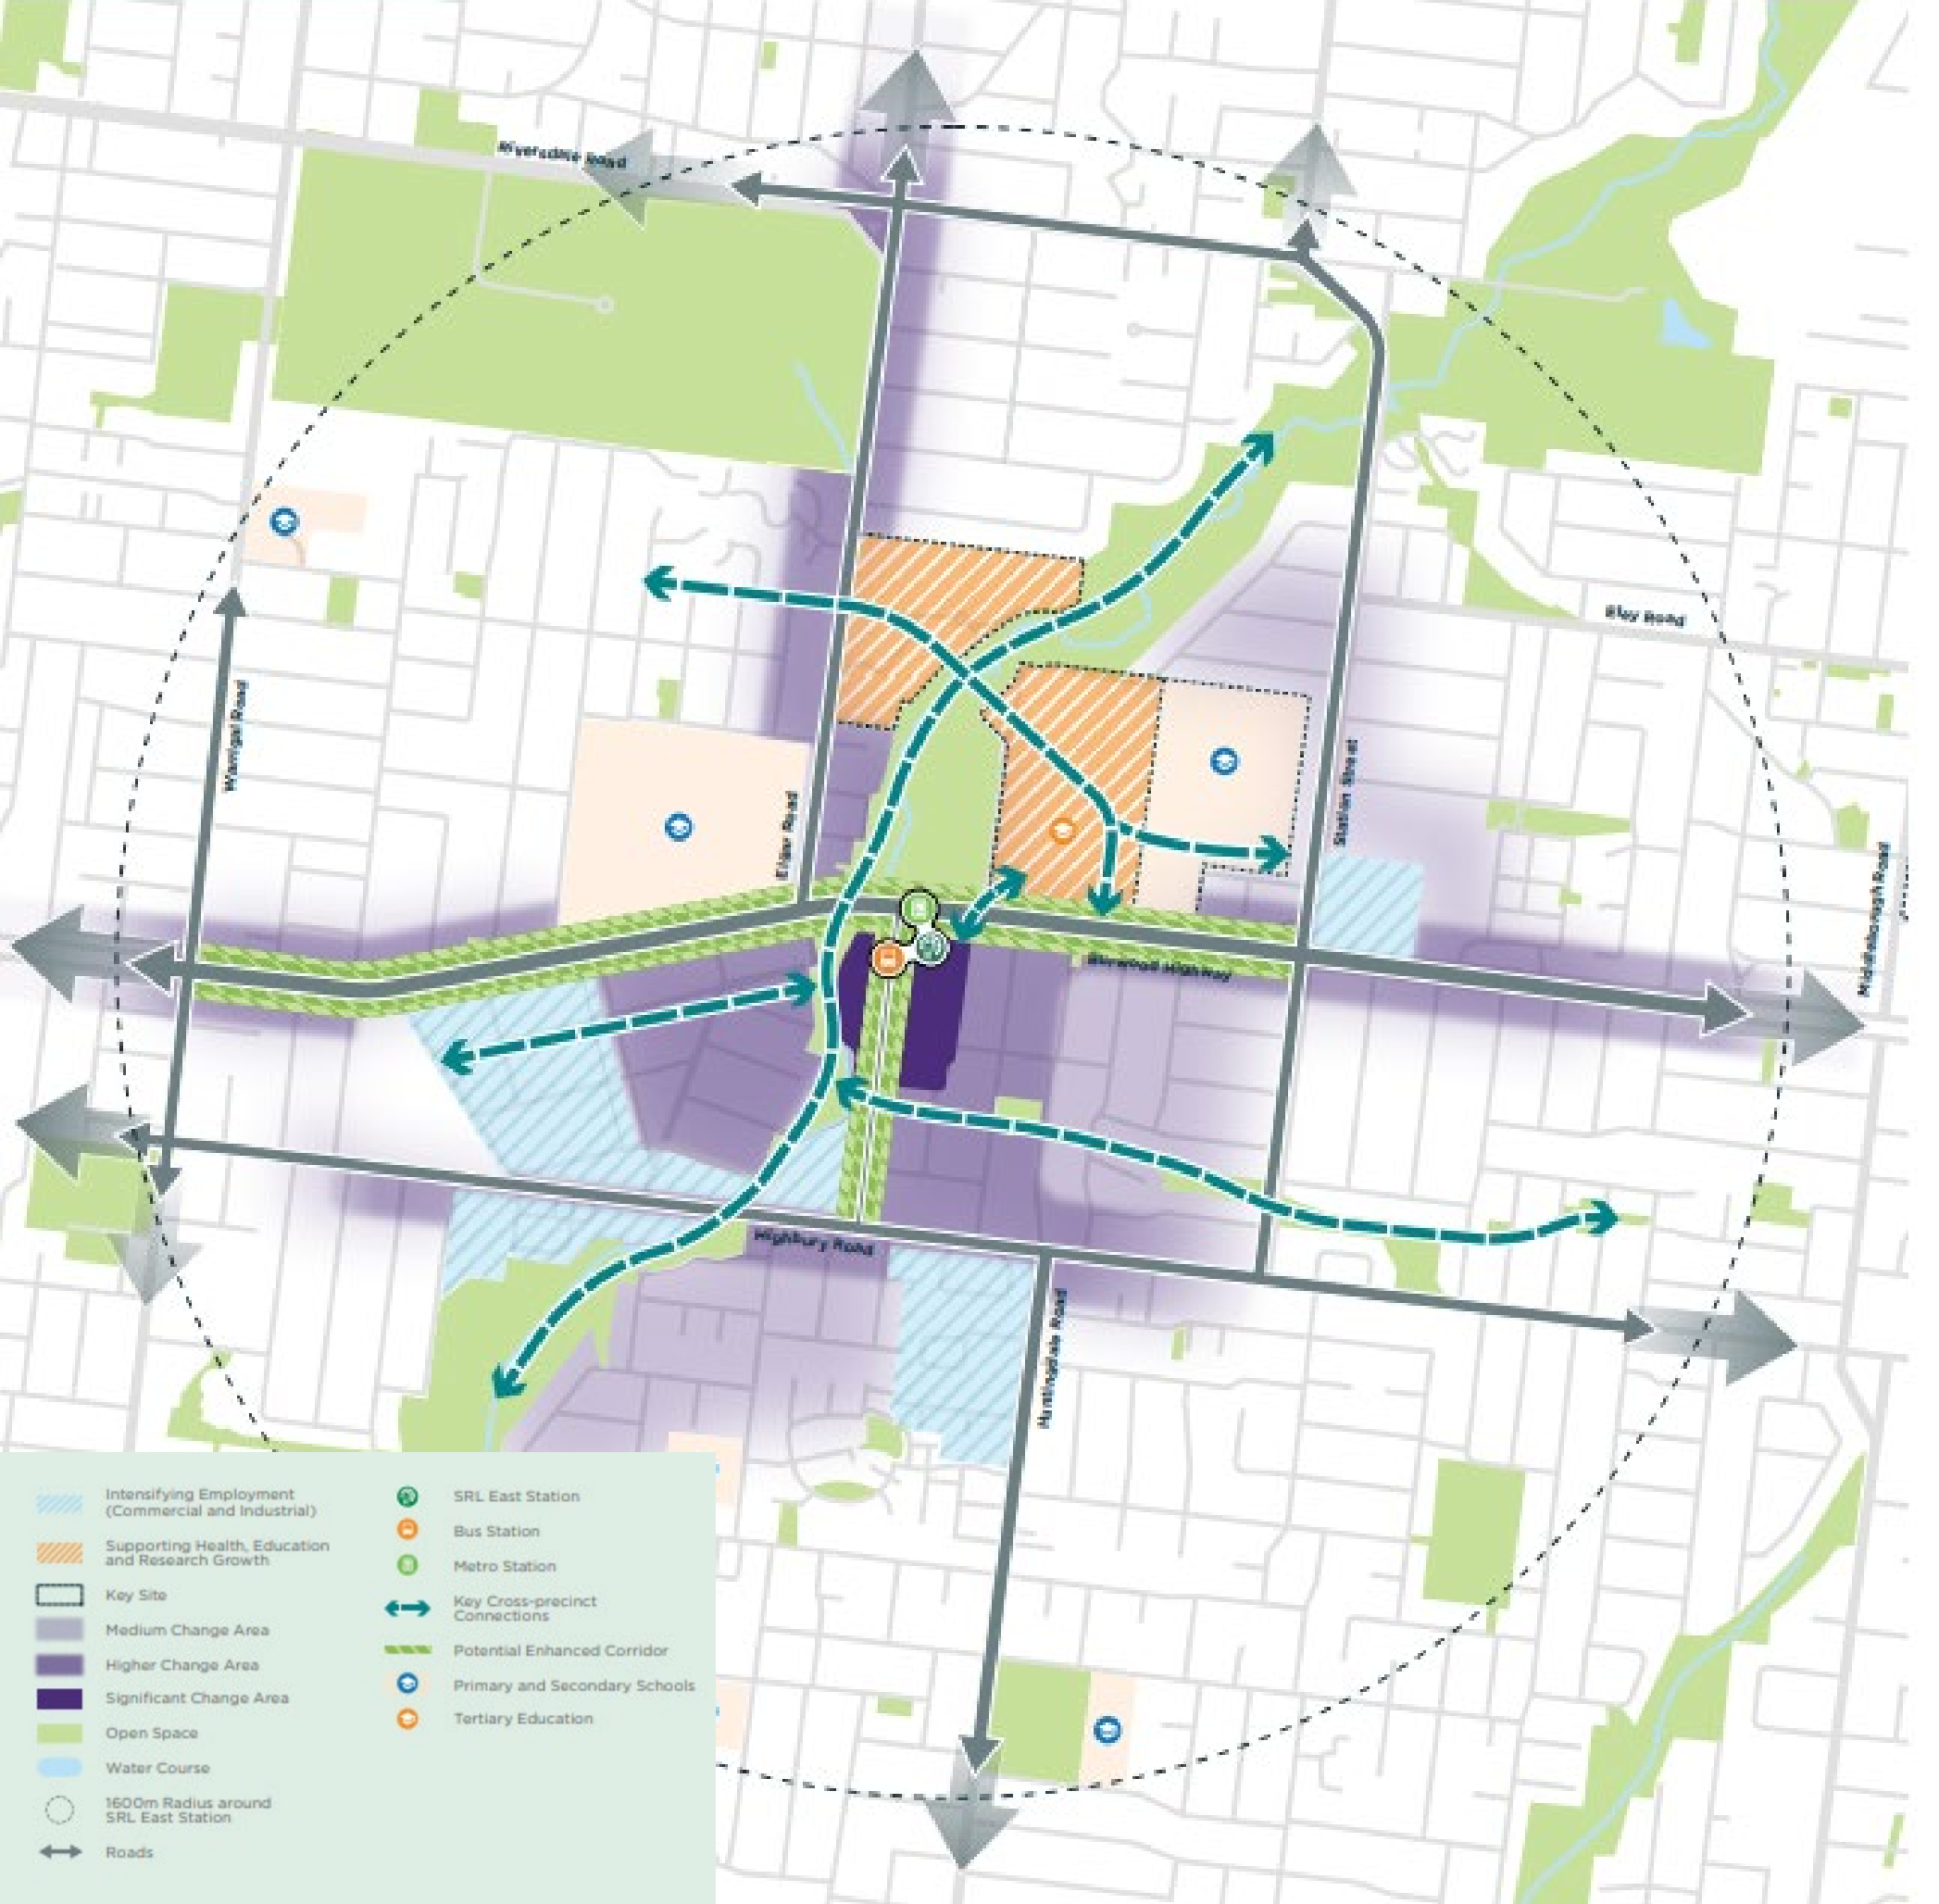 Riversdale Road
Eley Road
Warrigal Road
Elgar Road
Station Street
Middleborough Road
Burwood Highway
Highbury Road
Huntingdale Road
Intensifying Employment
(Commercial and Industrial)
Supporting Health, Education
and Research Growth
Key Site
Medium Change Area
Higher Change Area
Significant Change Area
Open Space
Water Course
1600m Radius around
SRL East Station
Roads
SRL East Station
Bus Station
Metro Station
Key Cross-precinct
Connections
Potential Enhanced Corridor
Primary and Secondary Schools
Tertiary Education